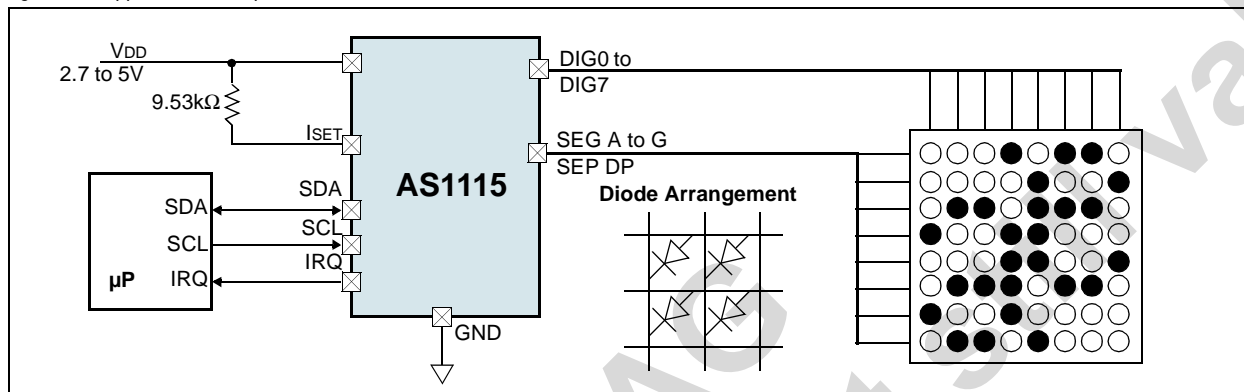 VDD
2.7 to 5V
9.53kΩ
ISET
AS1115
DIG0 to
DIG7
SEG A to G
SEP DP
Diode Arrangement
SDA
SDA
SCL
SCL
IRQ
IRQ
µP
GND